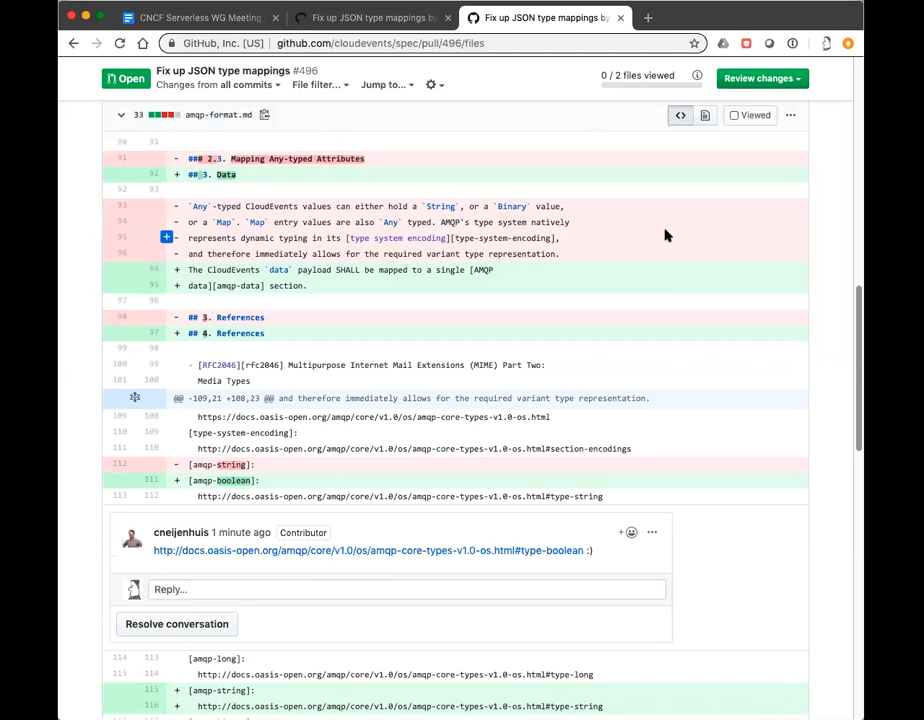 CNCF Serverless WG Meeting
Fix up JSON type mappings by
Fix up JSON type mappings by
GitHub, Inc. [US] github.com/cloudevents/spec/pull/496/files
Open
Fix up JSON type mappings #496
Changes from all commits File filter... Jump to...
0 / 2 files viewed
Review changes
33 amqp-format.md
Viewed
90 91
91 - ### 2.3. Mapping Any-typed Attributes
92 + ## 3. Data
92 93
93 - `Any`-typed CloudEvents values can either hold a `String`, or a `Binary` value,
94 - or a `Map`. `Map` entry values are also `Any` typed. AMQP's type system natively
95 - represents dynamic typing in its [type system encoding][type-system-encoding],
96 - and therefore immediately allows for the required variant type representation.
94 + The CloudEvents `data` payload SHALL be mapped to a single [AMQP
95 + data][amqp-data] section.
97 96
98 - ## 3. References
97 + ## 4. References
99 98
100 99 - [RFC2046][rfc2046] Multipurpose Internet Mail Extensions (MIME) Part Two:
101 100 Media Types
@@ -109,21 +108,23 @@ and therefore immediately allows for the required variant type representation.
109 108 https://docs.oasis-open.org/amqp/core/v1.0/os/amqp-core-types-v1.0-os.html
110 109 [type-system-encoding]:
111 110 http://docs.oasis-open.org/amqp/core/v1.0/os/amqp-core-types-v1.0-os.html#section-encodings
112 - [amqp-string]:
111 + [amqp-boolean]:
113 112 http://docs.oasis-open.org/amqp/core/v1.0/os/amqp-core-types-v1.0-os.html#type-string
cneijenhuis 1 minute ago Contributor
http://docs.oasis-open.org/amqp/core/v1.0/os/amqp-core-types-v1.0-os.html#type-boolean :)
Reply...
Resolve conversation
114 113 [amqp-long]:
115 114 http://docs.oasis-open.org/amqp/core/v1.0/os/amqp-core-types-v1.0-os.html#type-long
115 + [amqp-string]:
116 + http://docs.oasis-open.org/amqp/core/v1.0/os/amqp-core-types-v1.0-os.html#type-string